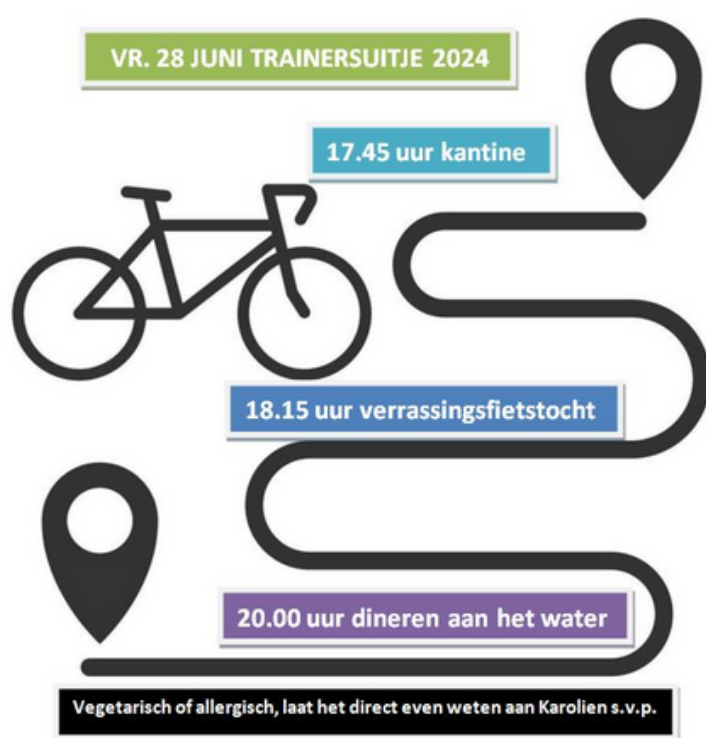 VR. 28 JUNI TRAINERSUITJE 2024
17.45 uur kantine
18.15 uur verrassingsfietstocht
20.00 uur dineren aan het water
Vegetarisch of allergisch, laat het direct even weten aan Karolien s.v.p.